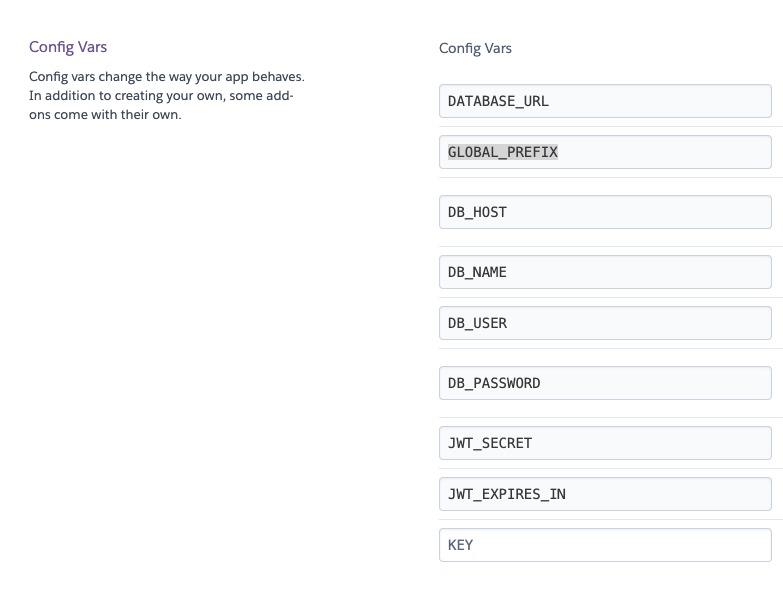 Config Vars
Config vars change the way your app behaves.
In addition to creating your own, some add-
ons come with their own.
Config Vars
DATABASE_URL
GLOBAL_PREFIX
DB_HOST
DB_NAME
DB_USER
DB_PASSWORD
JWT_SECRET
JWT_EXPIRES_IN
KEY